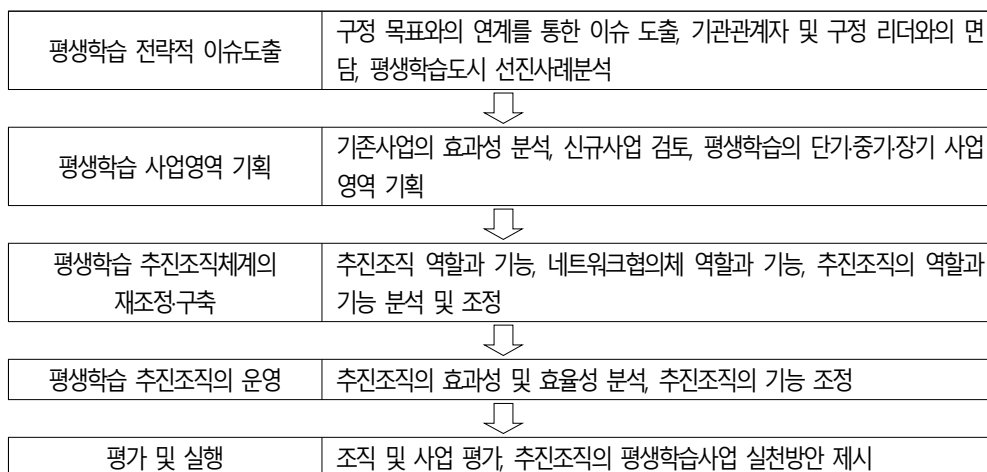 평생학습 전략적 이슈도출
구정 목표와의 연계를 통한 이슈 도출, 기관관계자 및 구정 리더와의 면
담, 평생학습도시 선진사례분석
평생학습 사업영역 기획
기존사업의 효과성 분석, 신규사업 검토, 평생학습의 단기·중기·장기 사업
영역 기획
평생학습 추진조직체계의
재조정·구축
추진조직 역할과 기능, 네트워크협의체 역할과 기능, 추진조직의 역할과
기능 분석 및 조정
평생학습 추진조직의 운영
추진조직의 효과성 및 효율성 분석, 추진조직의 기능 조정
평가 및 실행
조직 및 사업 평가, 추진조직의 평생학습사업 실천방안 제시